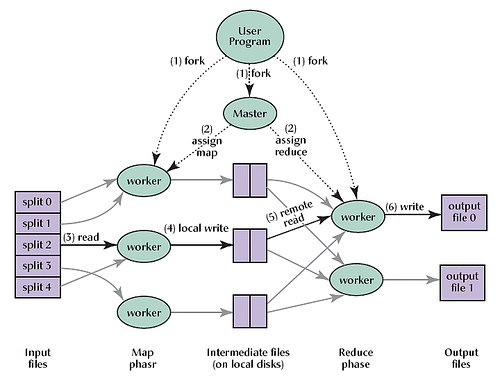 User
Program
(1) fork
(1) fork
(1) fork
Master
(2)
assign
map
(2)
assign
reduce
worker
split 0
split 1
split 2
split 3
split 4
(3) read
worker
(4) local write
(5) remote
read
worker
(6) write
output
file 0
worker
output
file 1
worker
Input
files
Map
phasr
Intermediate files
(on local disks)
Reduce
phase
Output
files